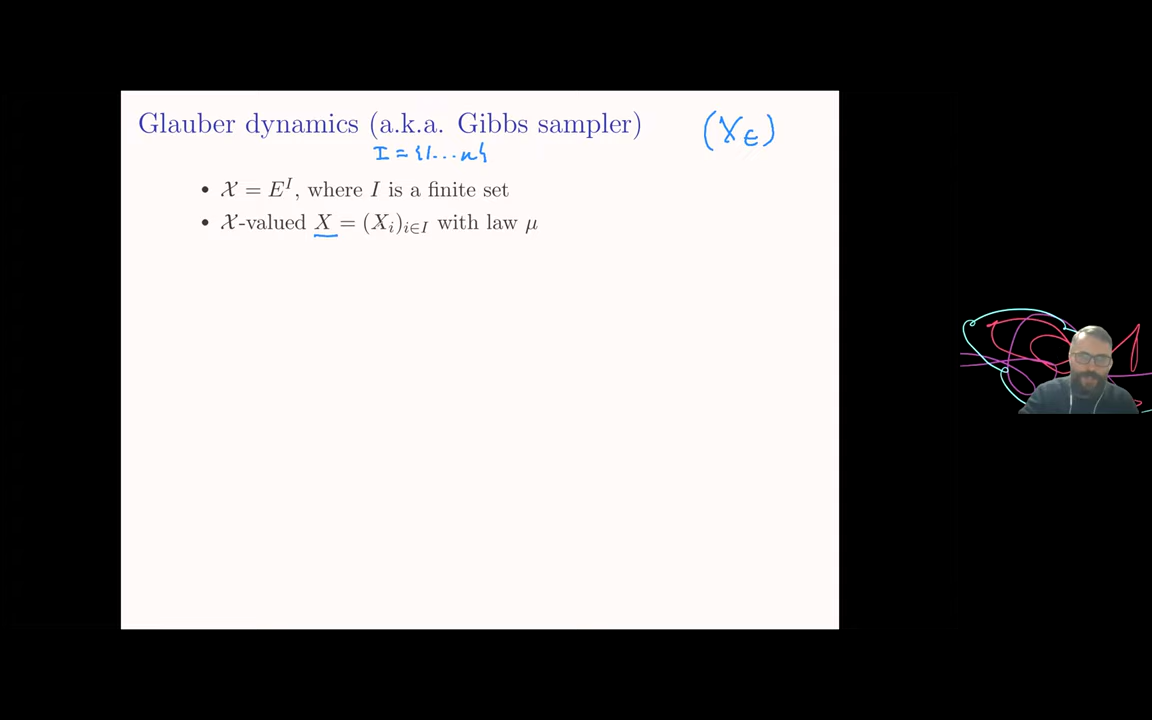 Glauber dynamics (a.k.a. Gibbs sampler)
(X_t)
I = {1...n}
• 𝒳 = E^I, where I is a finite set
• 𝒳-valued X = (X_i)_{i∈I} with law μ